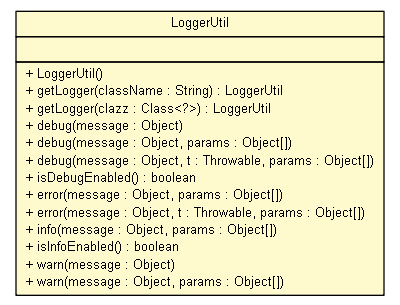 LoggerUtil
+ LoggerUtil()
+ getLogger(className : String) : LoggerUtil
+ getLogger(clazz : Class<?>) : LoggerUtil
+ debug(message : Object)
+ debug(message : Object, params : Object[])
+ debug(message : Object, t : Throwable, params : Object[])
+ isDebugEnabled() : boolean
+ error(message : Object, params : Object[])
+ error(message : Object, t : Throwable, params : Object[])
+ info(message : Object, params : Object[])
+ isInfoEnabled() : boolean
+ warn(message : Object)
+ warn(message : Object, params : Object[])